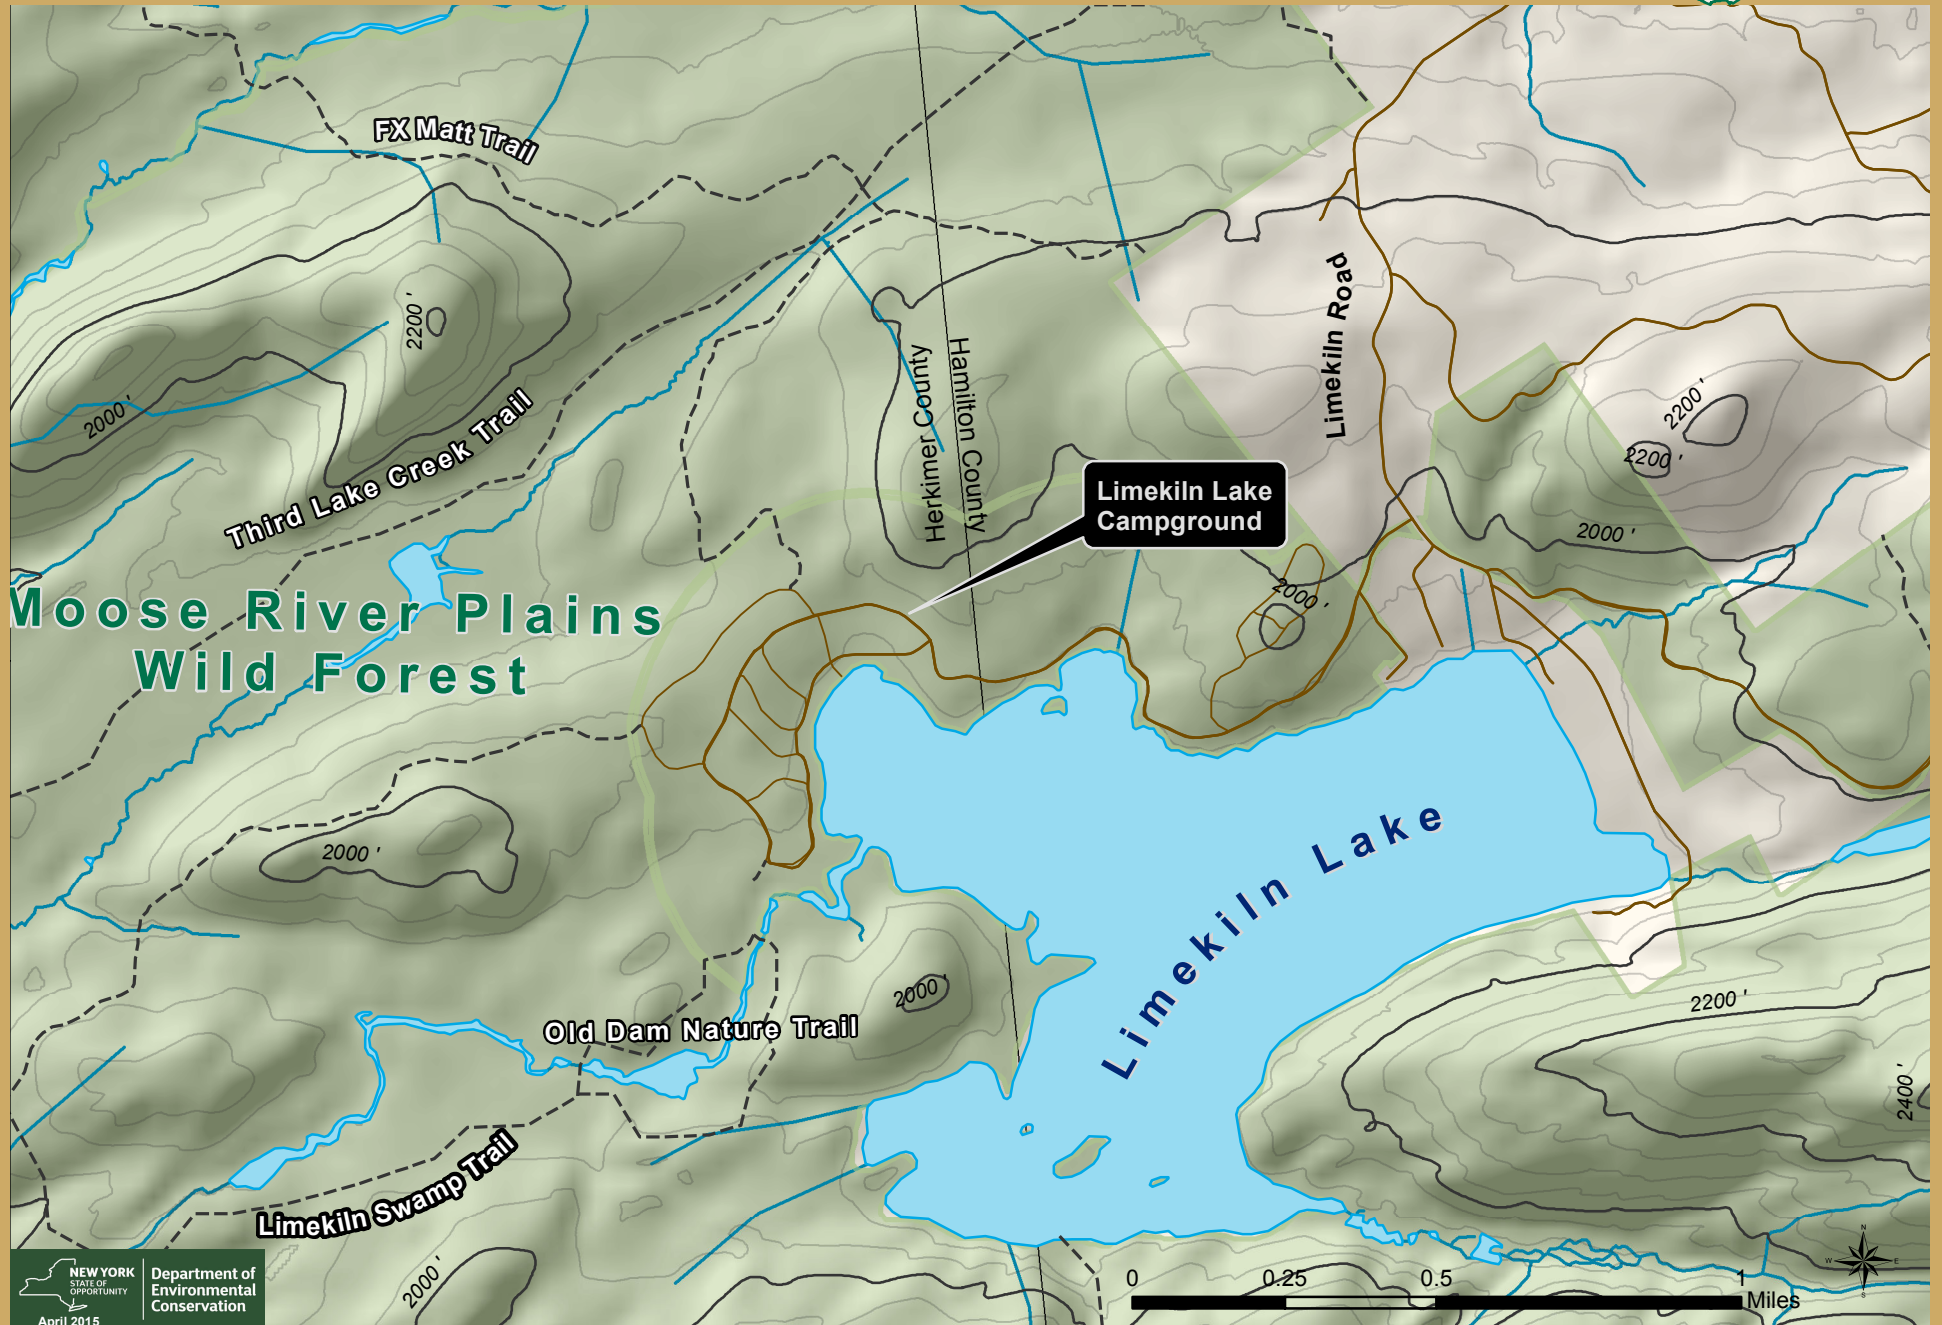 FX Matt Trail
2200 '
Limekiln Road
Herkimer County
Hamilton County
2200 '
2200 '
2000 '
Third Lake Creek Trail
Limekiln Lake
Campground
2000 '
2000 '
Moose River Plains
Wild Forest
2000 '
Limekiln Lake
2000 '
2200 '
Old Dam Nature Trail
2400 '
Limekiln Swamp Trail
2000 '
N
W
E
S
NEW YORK
STATE OF
OPPORTUNITY
Department of
Environmental
Conservation
April 2015
0 0.25 0.5 1
Miles